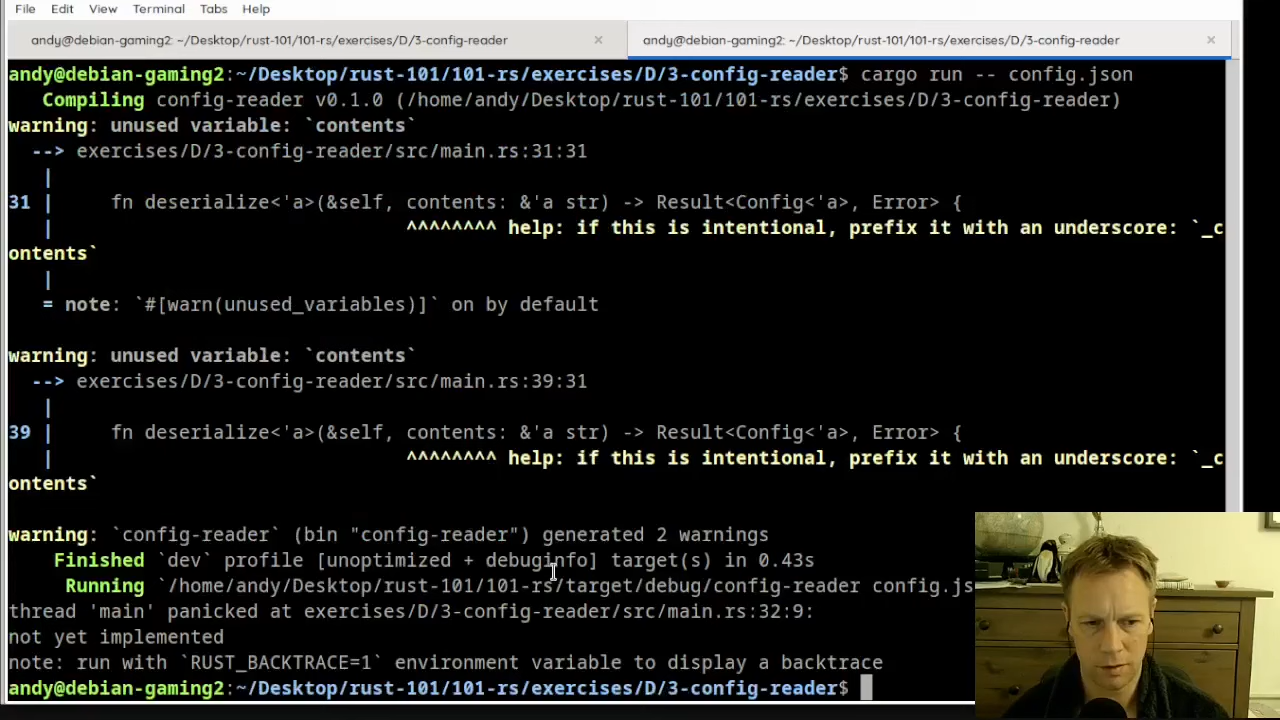 File Edit View Terminal Tabs Help
andy@debian-gaming2: ~/Desktop/rust-101/101-rs/exercises/D/3-config-reader × andy@debian-gaming2: ~/Desktop/rust-101/101-rs/exercises/D/3-config-reader ×
andy@debian-gaming2:~/Desktop/rust-101/101-rs/exercises/D/3-config-reader$ cargo run -- config.json
Compiling config-reader v0.1.0 (/home/andy/Desktop/rust-101/101-rs/exercises/D/3-config-reader)
warning: unused variable: `contents`
--> exercises/D/3-config-reader/src/main.rs:31:31
|
31 | fn deserialize<'a>(&self, contents: &'a str) -> Result<Config<'a>, Error> {
| ^^^^^^^^ help: if this is intentional, prefix it with an underscore: `_c
ontents`
|
= note: `#[warn(unused_variables)]` on by default
warning: unused variable: `contents`
--> exercises/D/3-config-reader/src/main.rs:39:31
|
39 | fn deserialize<'a>(&self, contents: &'a str) -> Result<Config<'a>, Error> {
| ^^^^^^^^ help: if this is intentional, prefix it with an underscore: `_c
ontents`
warning: `config-reader` (bin "config-reader") generated 2 warnings
Finished `dev` profile [unoptimized + debuginfo] target(s) in 0.43s
Running `/home/andy/Desktop/rust-101/101-rs/target/debug/config-reader config.js
thread 'main' panicked at exercises/D/3-config-reader/src/main.rs:32:9:
not yet implemented
note: run with `RUST_BACKTRACE=1` environment variable to display a backtrace
andy@debian-gaming2:~/Desktop/rust-101/101-rs/exercises/D/3-config-reader$